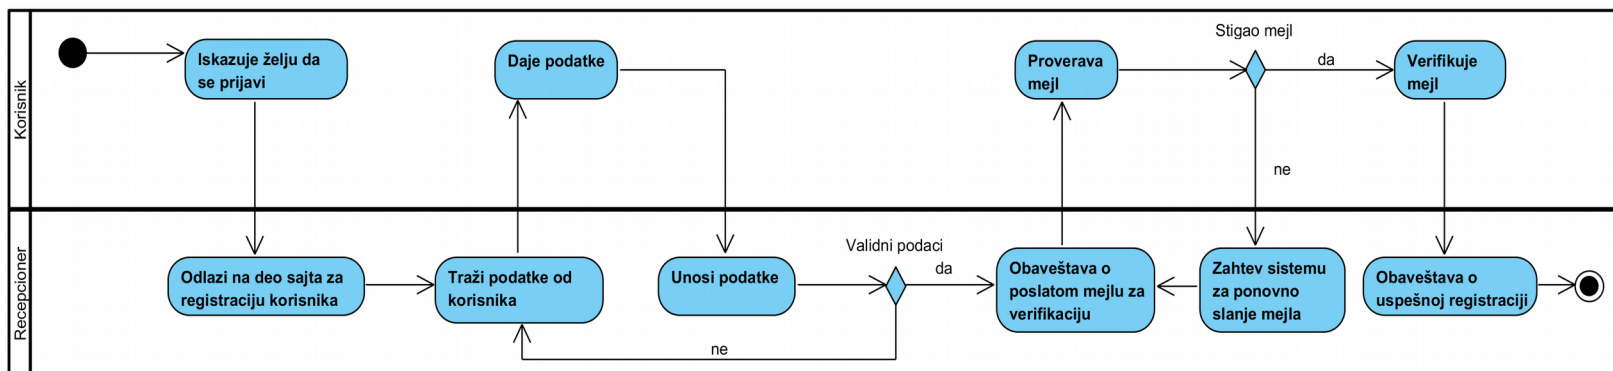 Korisnik
Iskazuje želju da
se prijavi
Daje podatke
Proverava
mejl
Stigao mejl
da
Verifikuje
mejl
ne
Recepcioner
Odlazi na deo sajta za
registraciju korisnika
Traži podatke od
korisnika
Unosi podatke
Validni podaci
da
ne
Obaveštava o
poslatom mejlu za
verifikaciju
Zahtev sistemu
za ponovno
slanje mejla
Obaveštava o
uspešnoj registraciji